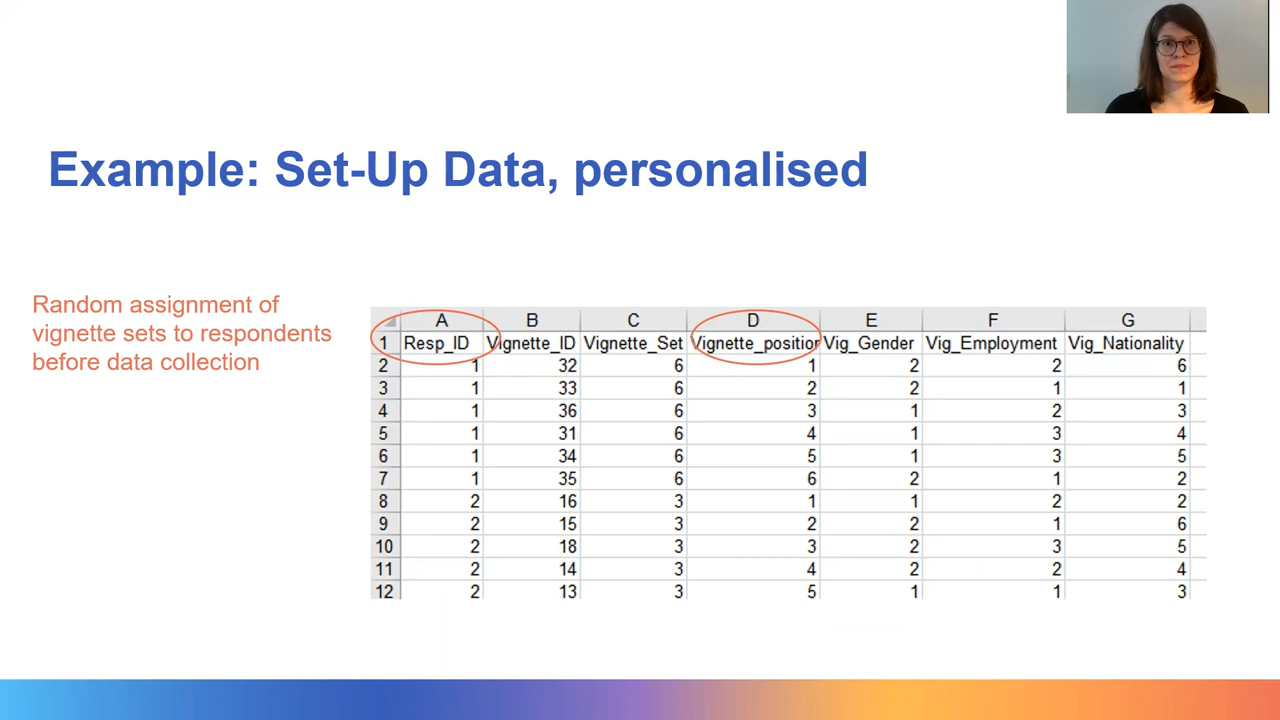 Example: Set-Up Data, personalised
Random assignment of
vignette sets to respondents
before data collection
A B C D E F G
1 Resp_ID Vignette_ID Vignette_Set Vignette_position Vig_Gender Vig_Employment Vig_Nationality
2 1 32 6 1 2 2 6
3 1 33 6 2 2 1 1
4 1 36 6 3 1 2 3
5 1 31 6 4 1 3 4
6 1 34 6 5 1 3 5
7 1 35 6 6 2 1 2
8 2 16 3 1 1 2 2
9 2 15 3 2 2 1 6
10 2 18 3 3 2 3 5
11 2 14 3 4 2 2 4
12 2 13 3 5 1 1 3